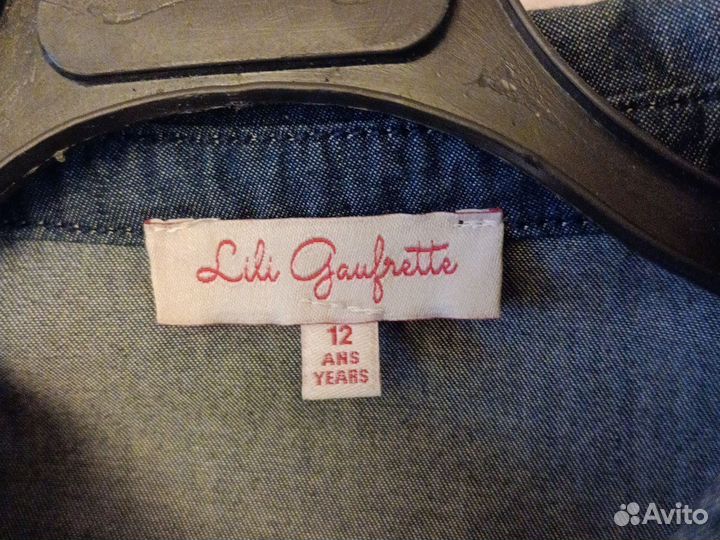 Lili Gaufrette
12
ANS
YEARS
Avito